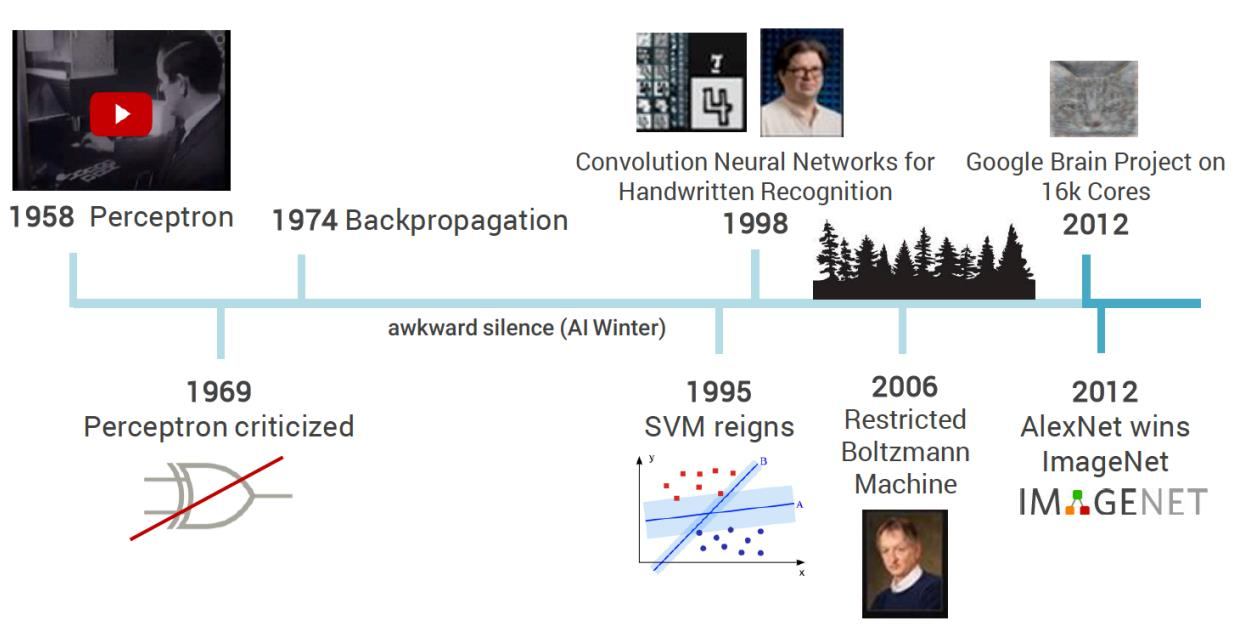 Convolution Neural Networks for
Handwritten Recognition
1998
Google Brain Project on
16k Cores
2012
1958 Perceptron
1974 Backpropagation
awkward silence (AI Winter)
1969
Perceptron criticized
1995
SVM reigns
y
B
A
x
2006
Restricted
Boltzmann
Machine
2012
AlexNet wins
ImageNet
IMAGENET
4